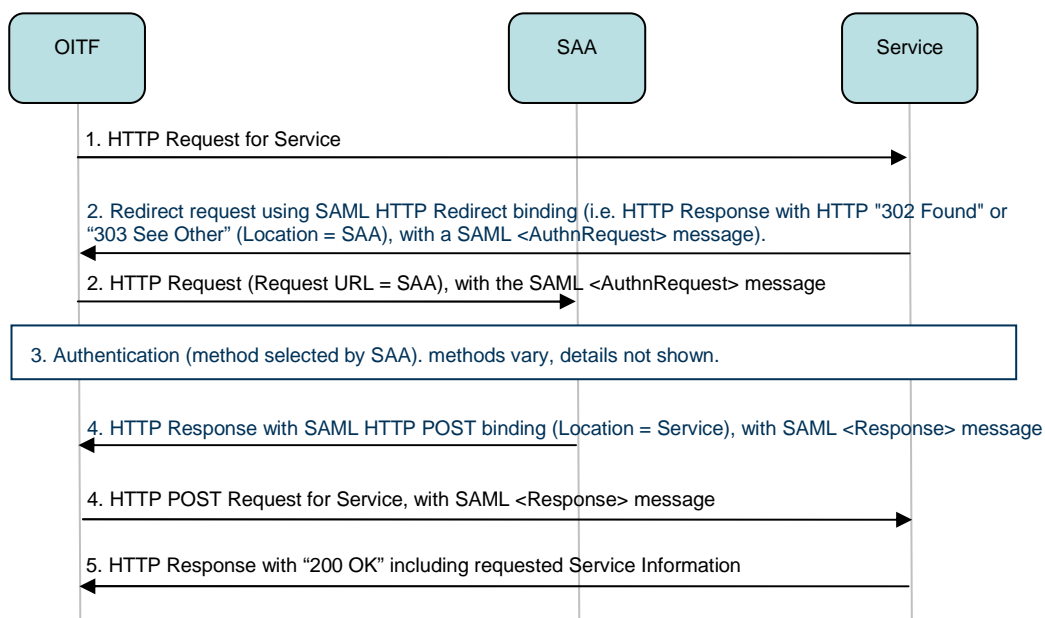 OITF
SAA
Service
1. HTTP Request for Service
2. Redirect request using SAML HTTP Redirect binding (i.e. HTTP Response with HTTP "302 Found" or
“303 See Other” (Location = SAA), with a SAML <AuthnRequest> message).
2. HTTP Request (Request URL = SAA), with the SAML <AuthnRequest> message
3. Authentication (method selected by SAA). methods vary, details not shown.
4. HTTP Response with SAML HTTP POST binding (Location = Service), with SAML <Response> message
4. HTTP POST Request for Service, with SAML <Response> message
5. HTTP Response with “200 OK” including requested Service Information